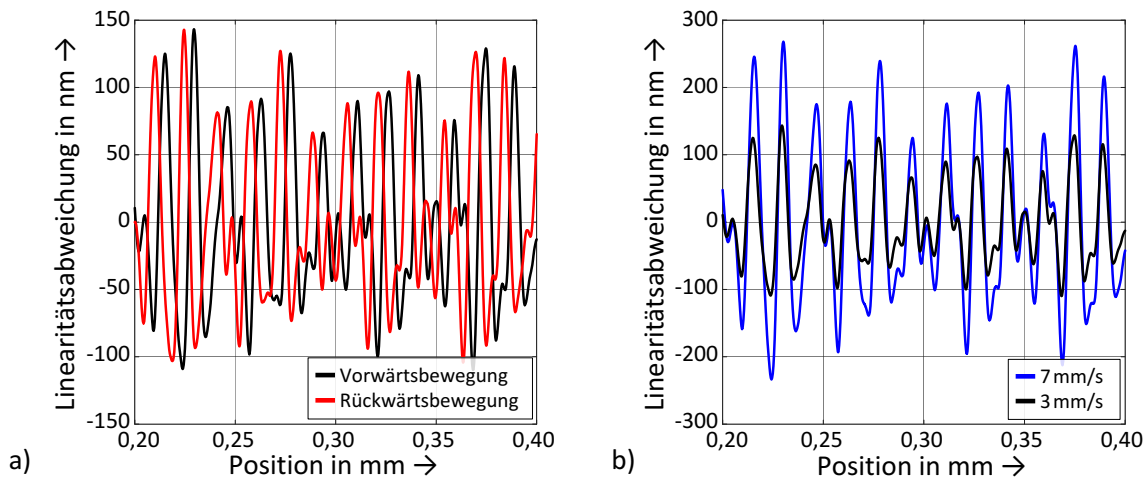 Linearitätsabweichung in nm →
150
100
50
0
-50
-100
-150
0,20
0,25
0,30
0,35
0,40
Position in mm →
Vorwärtsbewegung
Rückwärtsbewegung
a)
Linearitätsabweichung in nm →
300
200
100
0
-100
-200
-300
0,20
0,25
0,30
0,35
0,40
Position in mm →
7 mm/s
3 mm/s
b)